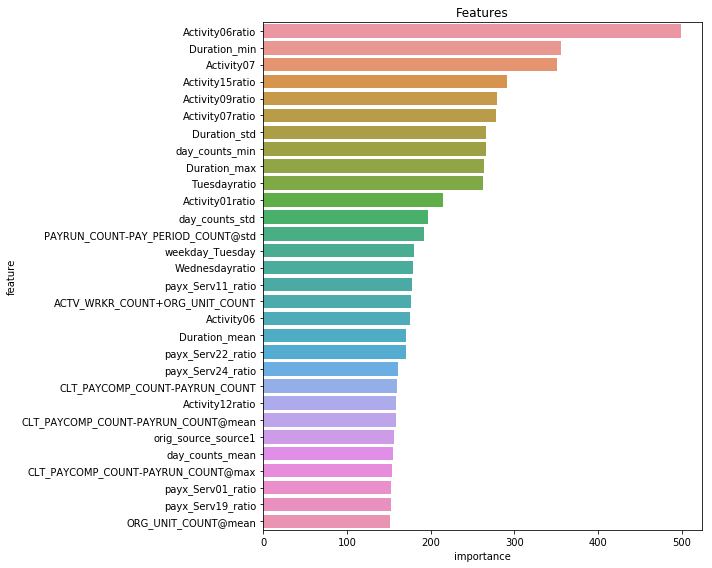 Features
Activity06ratio
Duration_min
Activity07
Activity15ratio
Activity09ratio
Activity07ratio
Duration_std
day_counts_min
Duration_max
Tuesdayratio
Activity01ratio
day_counts_std
PAYRUN_COUNT-PAY_PERIOD_COUNT@std
weekday_Tuesday
Wednesdayratio
payx_Serv11_ratio
ACTV_WRKR_COUNT+ORG_UNIT_COUNT
Activity06
Duration_mean
payx_Serv22_ratio
payx_Serv24_ratio
CLT_PAYCOMP_COUNT-PAYRUN_COUNT
Activity12ratio
CLT_PAYCOMP_COUNT-PAYRUN_COUNT@mean
orig_source_source1
day_counts_mean
CLT_PAYCOMP_COUNT-PAYRUN_COUNT@max
payx_Serv01_ratio
payx_Serv19_ratio
ORG_UNIT_COUNT@mean
feature
0 100 200 300 400 500
importance